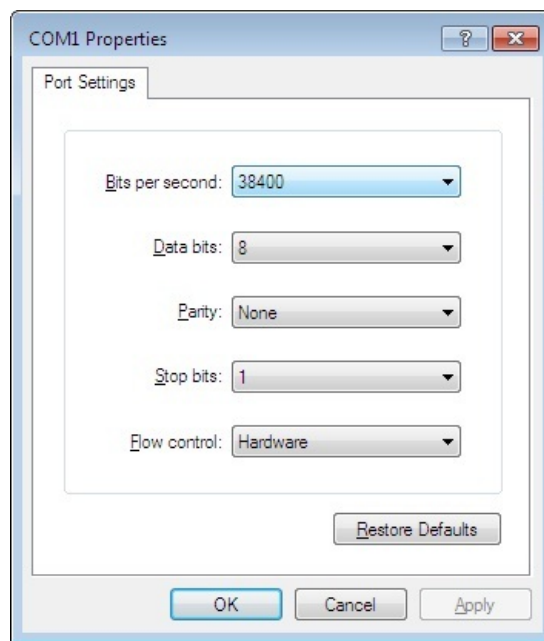 COM1 Properties
?
Port Settings
Bits per second: 38400
Data bits: 8
Parity: None
Stop bits: 1
Flow control: Hardware
Restore Defaults
OK Cancel Apply